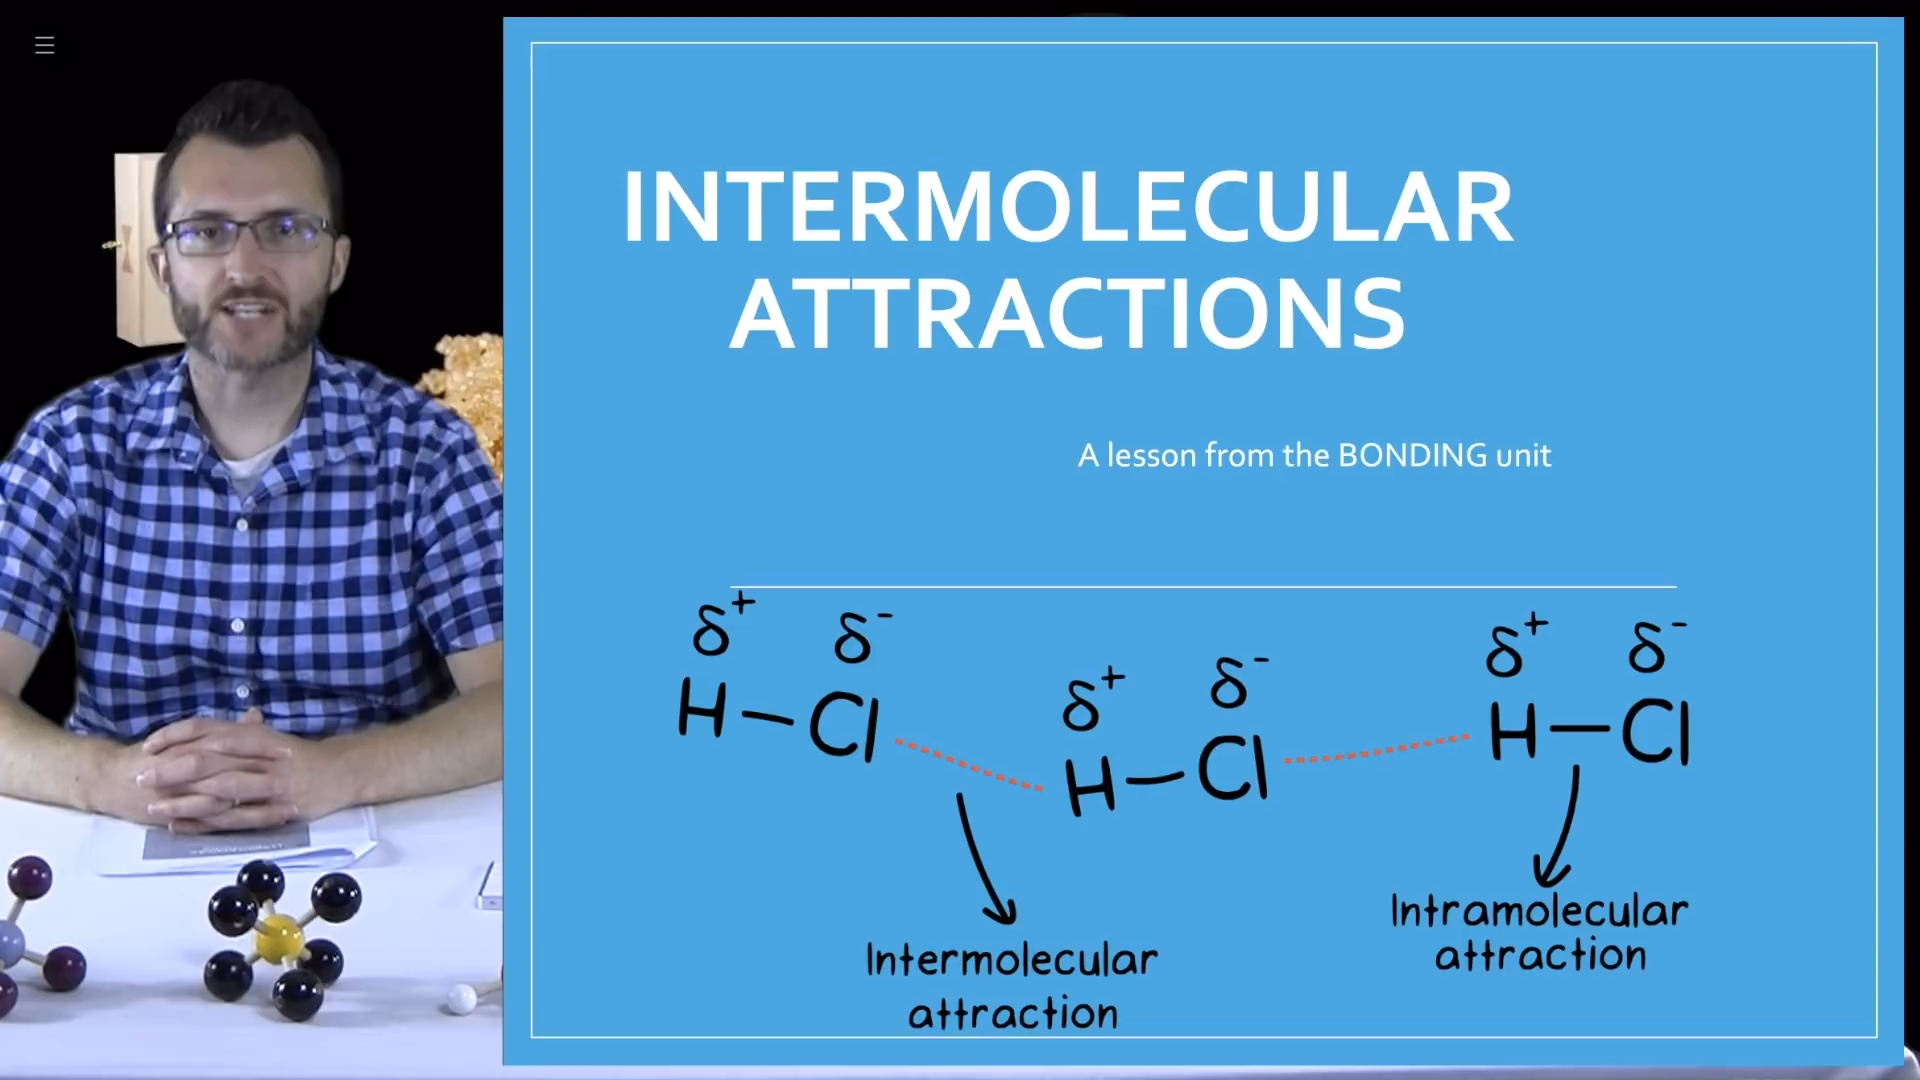 INTERMOLECULAR
ATTRACTIONS
A lesson from the BONDING unit
δ+ δ-
H–Cl
δ+ δ-
H–Cl
δ+ δ-
H–Cl
Intermolecular
attraction
Intramolecular
attraction